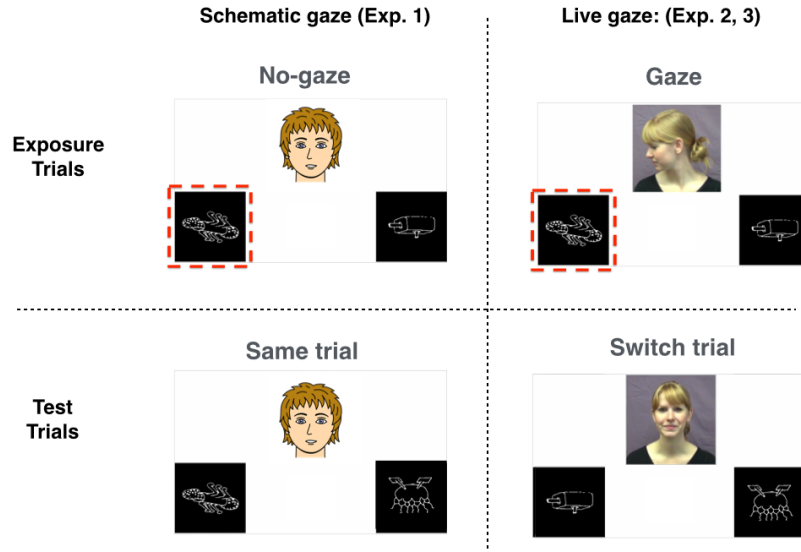 Schematic gaze (Exp. 1)
Live gaze: (Exp. 2, 3)
No-gaze
Gaze
Exposure
Trials
Same trial
Switch trial
Test
Trials